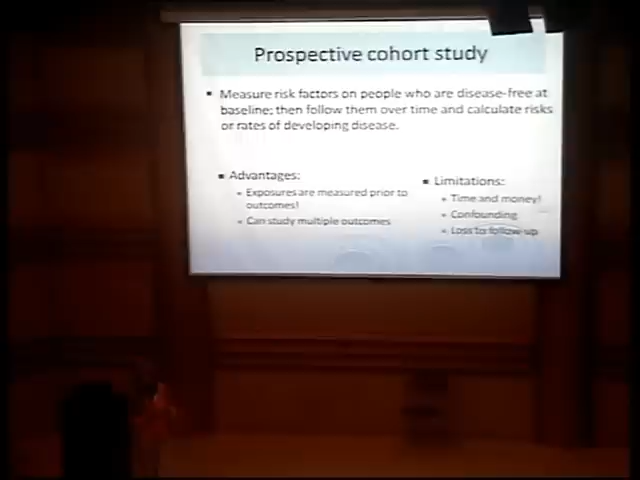 Prospective cohort study
▪ Measure risk factors on people who are disease-free at
baseline; then follow them over time and calculate risks
or rates of developing disease.
▪ Advantages:
▪ Exposures are measured prior to
outcomes!
▪ Can study multiple outcomes
▪ Limitations:
▪ Time and money!
▪ Confounding
▪ Loss to follow-up